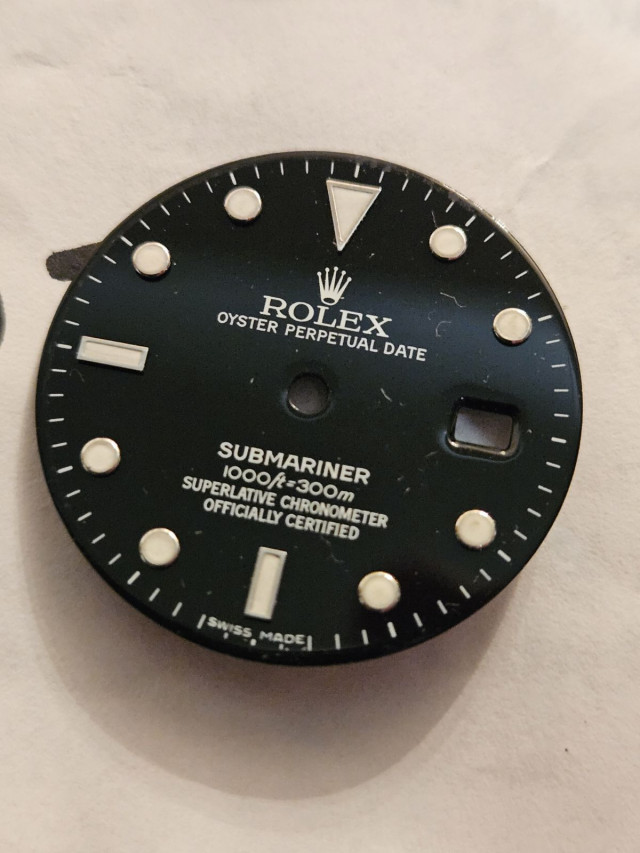 ROLEX
OYSTER PERPETUAL DATE
SUBMARINER
1000ft=300m
SUPERLATIVE CHRONOMETER
OFFICIALLY CERTIFIED
SWISS MADE